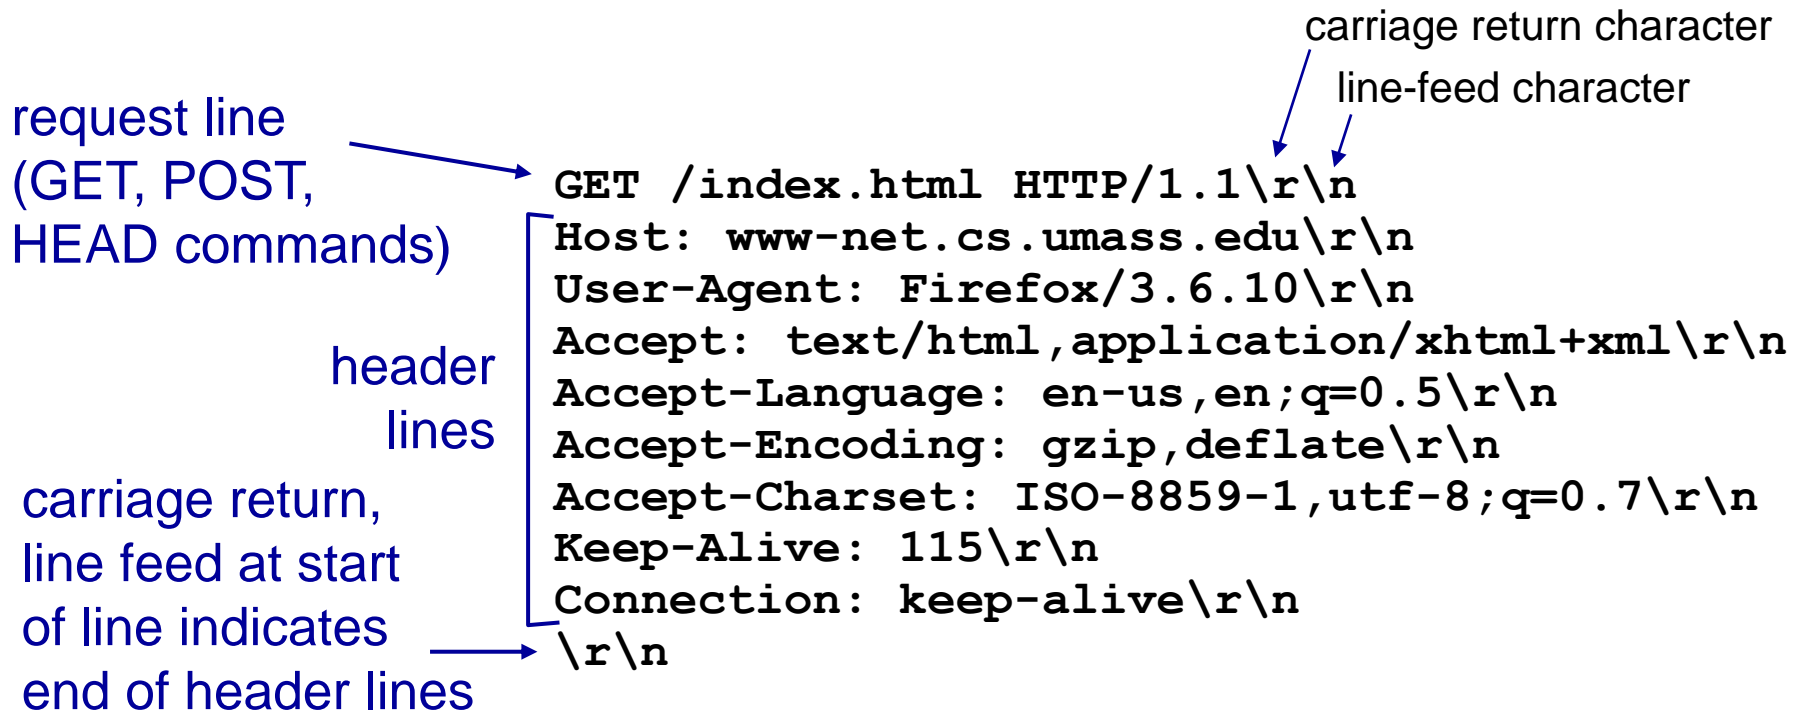 carriage return character
line-feed character
request line
(GET, POST,
HEAD commands)
GET /index.html HTTP/1.1\r\n
Host: www-net.cs.umass.edu\r\n
User-Agent: Firefox/3.6.10\r\n
Accept: text/html,application/xhtml+xml\r\n
Accept-Language: en-us,en;q=0.5\r\n
Accept-Encoding: gzip,deflate\r\n
Accept-Charset: ISO-8859-1,utf-8;q=0.7\r\n
Keep-Alive: 115\r\n
Connection: keep-alive\r\n
\r\n
header
lines
carriage return,
line feed at start
of line indicates
end of header lines